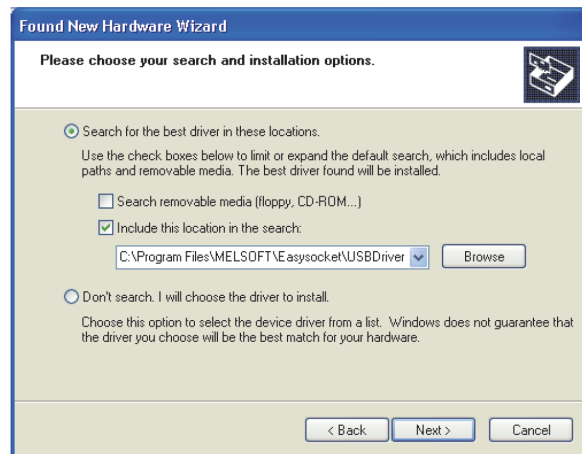 Found New Hardware Wizard
Please choose your search and installation options.
Search for the best driver in these locations.
Use the check boxes below to limit or expand the default search, which includes local
paths and removable media. The best driver found will be installed.
Search removable media (floppy, CD-ROM...)
Include this location in the search:
C:\Program Files\MELSOFT\Easysocket\USBDriver
Browse
Don't search. I will choose the driver to install.
Choose this option to select the device driver from a list. Windows does not guarantee that
the driver you choose will be the best match for your hardware.
< Back Next > Cancel